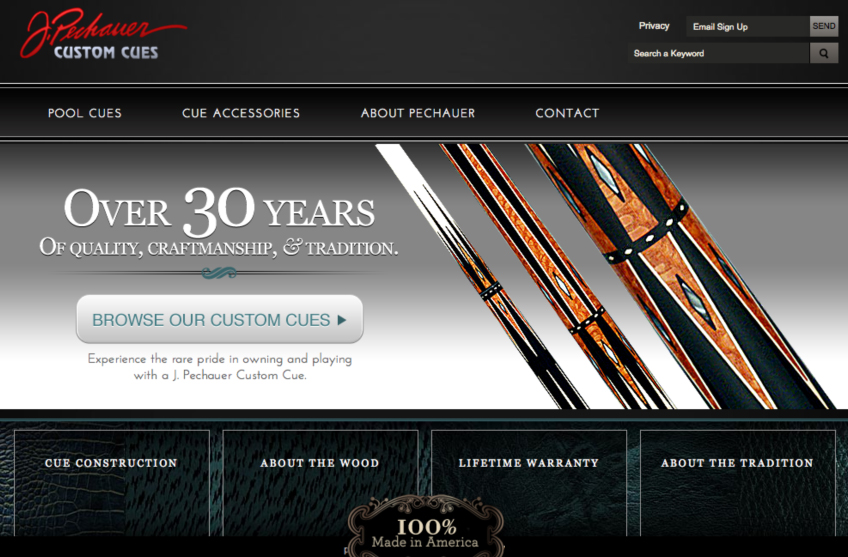 J. Pechauer
CUSTOM CUES
Privacy
Email Sign Up
SEND
Search a Keyword
POOL CUES
CUE ACCESSORIES
ABOUT PECHAUER
CONTACT
OVER 30 YEARS
OF QUALITY, CRAFTMANSHIP, & TRADITION.
BROWSE OUR CUSTOM CUES
Experience the rare pride in owning and playing
with a J. Pechauer Custom Cue.
CUE CONSTRUCTION
ABOUT THE WOOD
LIFETIME WARRANTY
ABOUT THE TRADITION
100%
Made in America